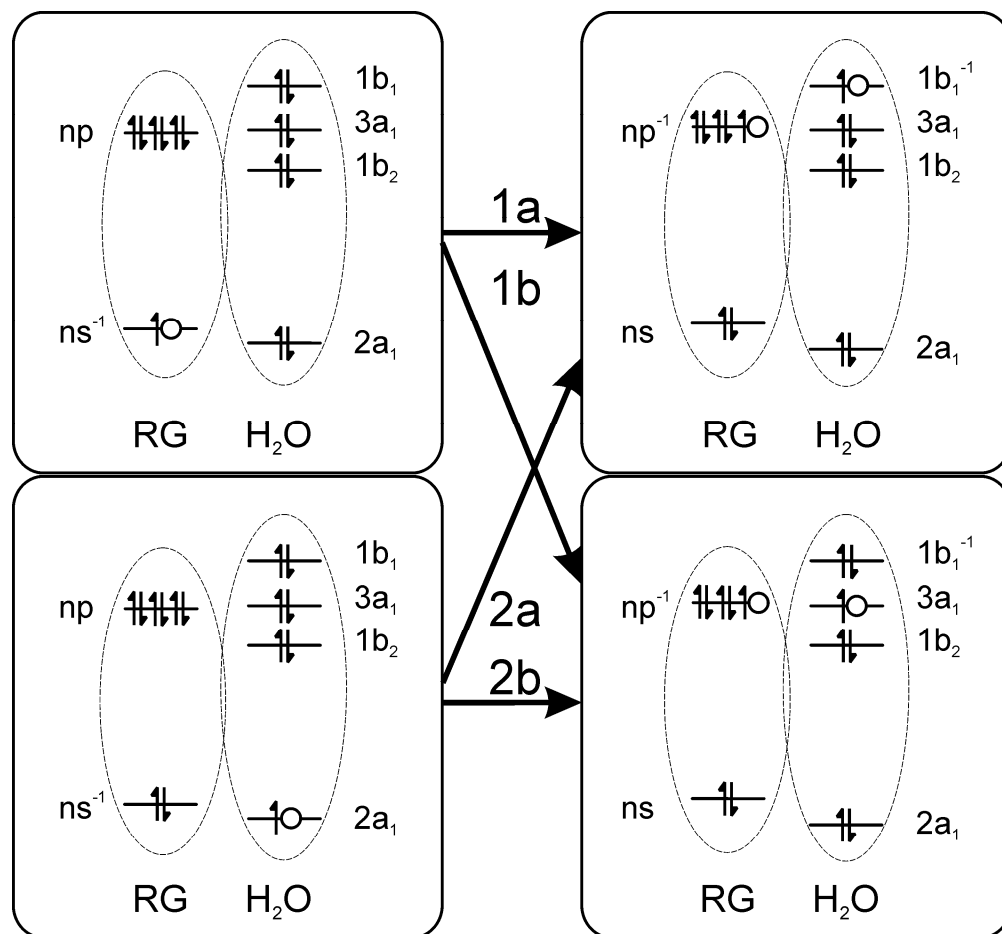 1b₁
np
3a₁
1b₂
ns⁻¹
2a₁
RG H₂O
1b₁⁻¹
np⁻¹
3a₁
1b₂
ns
2a₁
RG H₂O
1a
1b
2a
2b
1b₁
np
3a₁
1b₂
ns⁻¹
2a₁
RG H₂O
1b₁⁻¹
np⁻¹
3a₁
1b₂
ns
2a₁
RG H₂O